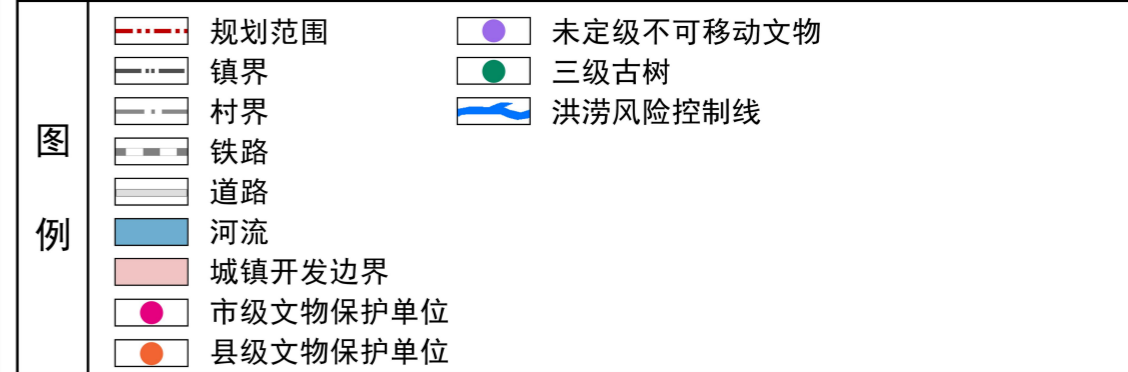 图例
规划范围
镇界
村界
铁路
道路
河流
城镇开发边界
市级文物保护单位
县级文物保护单位
未定级不可移动文物
三级古树
洪涝风险控制线